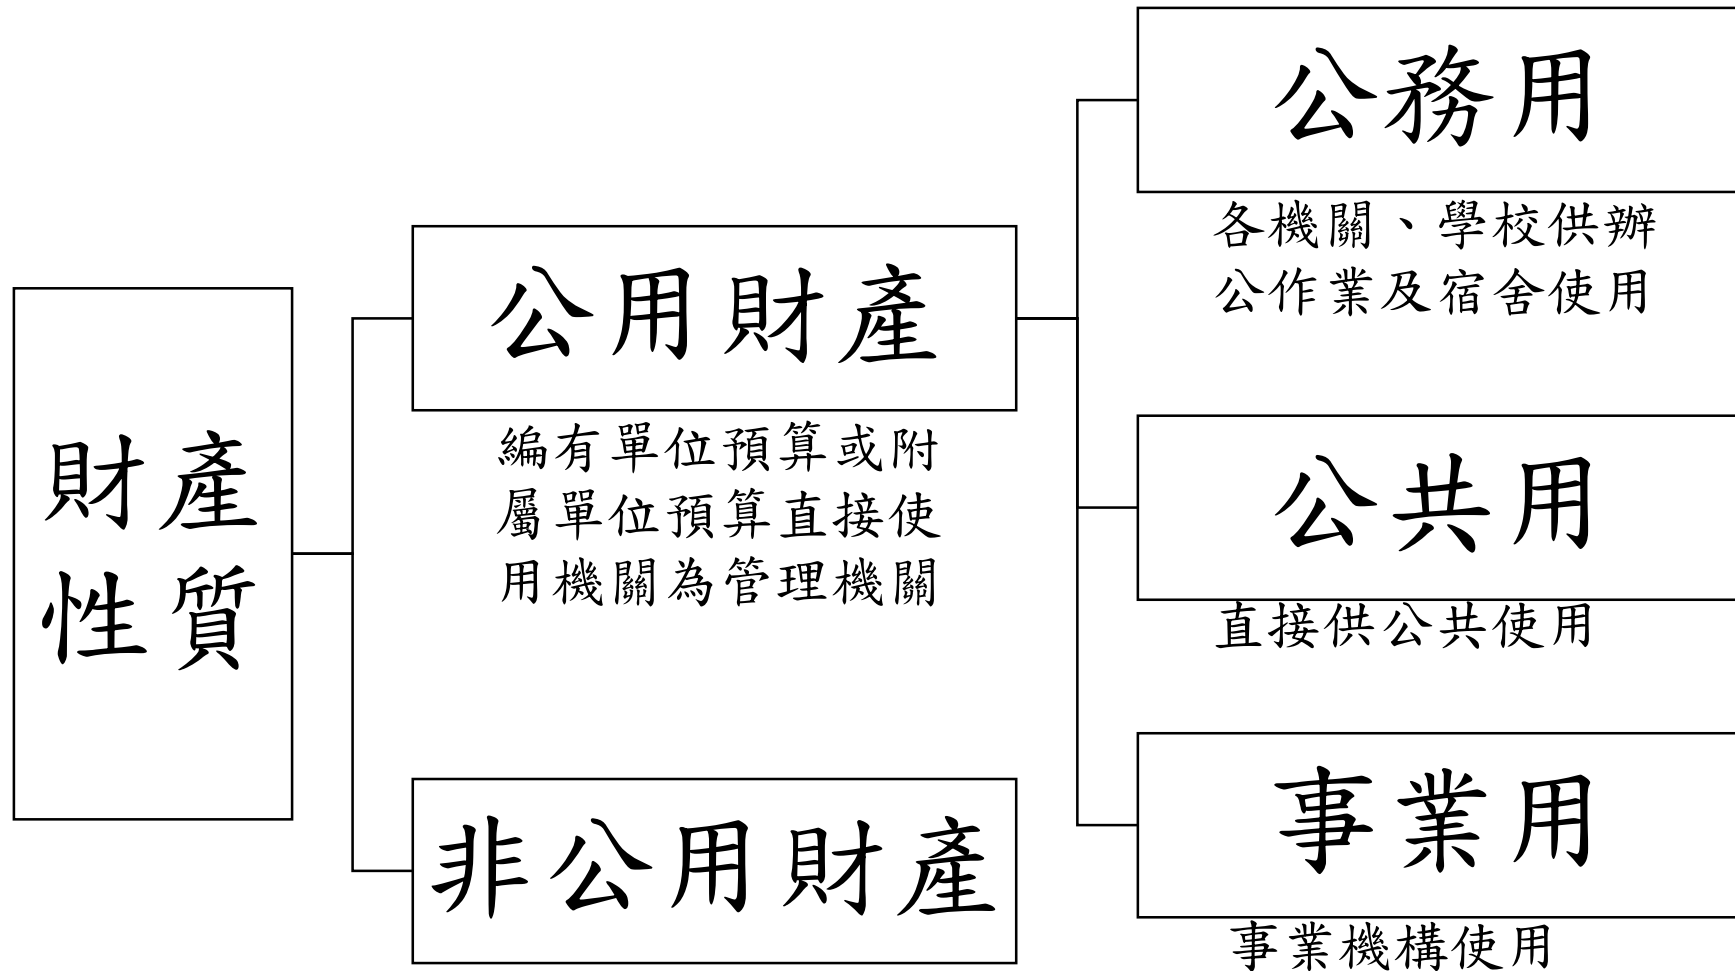 財產
性質
公用財產
編有單位預算或附
屬單位預算直接使
用機關為管理機關
非公用財產
公務用
各機關、學校供辦
公作業及宿舍使用
公共用
直接供公共使用
事業用
事業機構使用